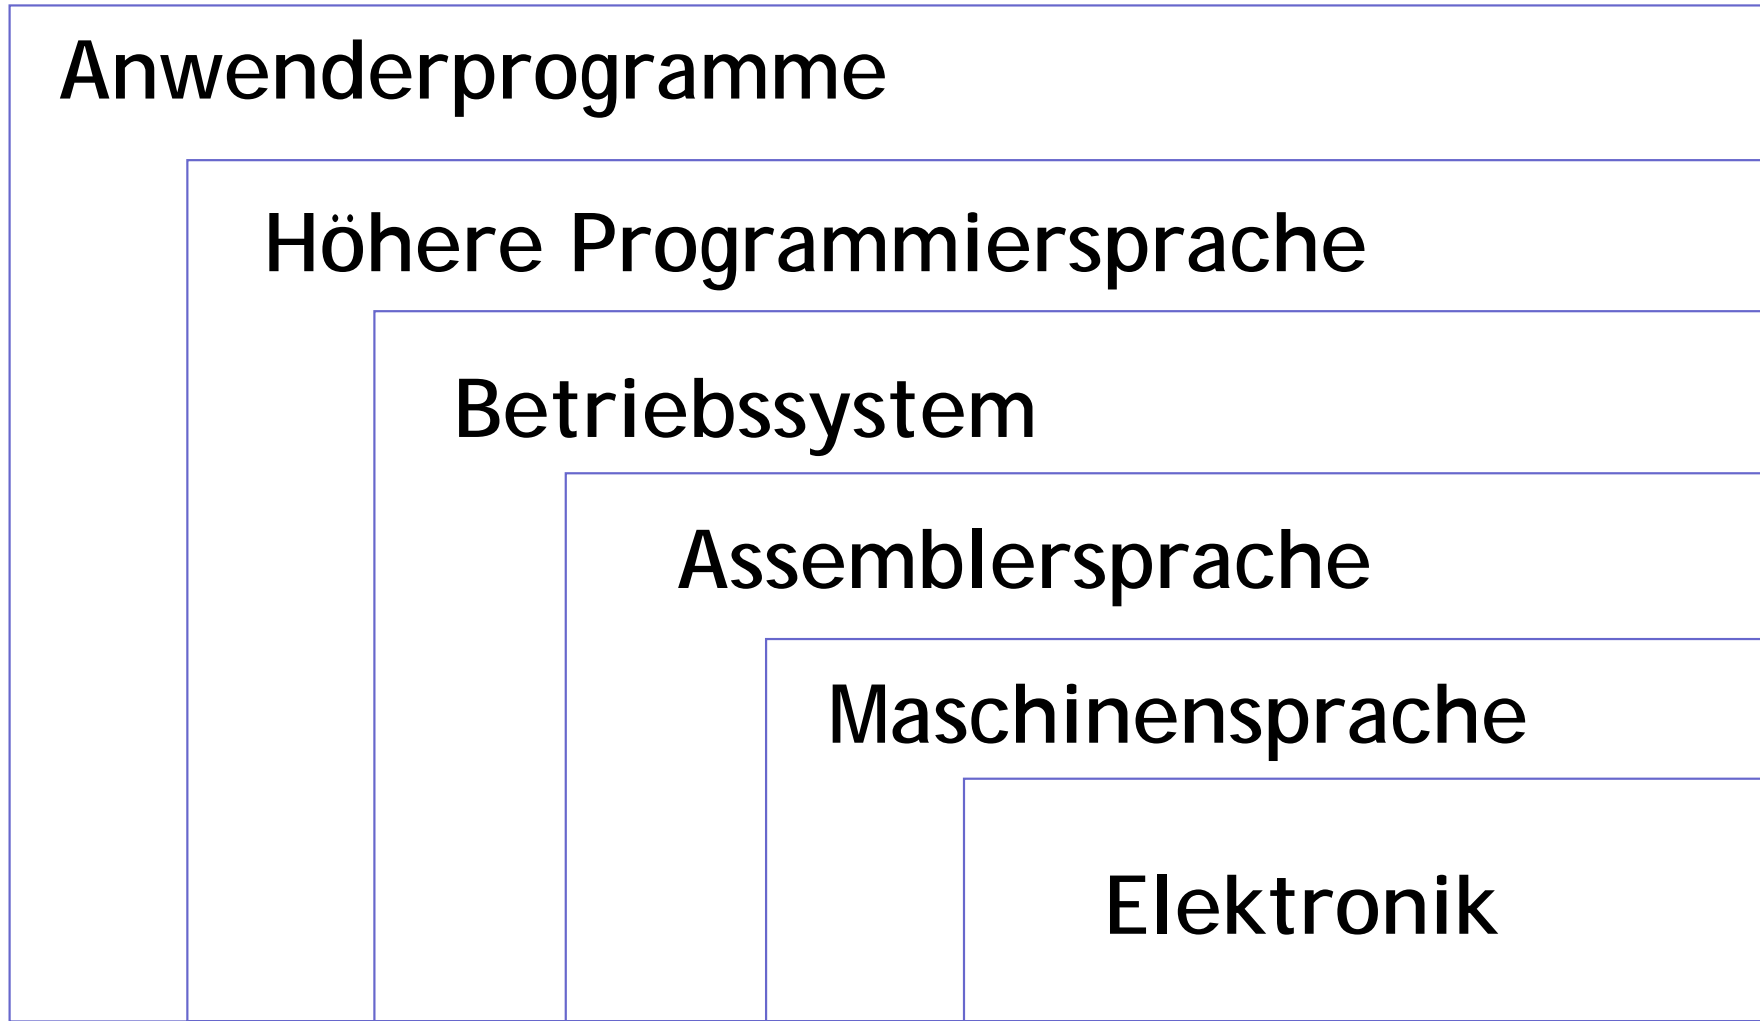 Anwenderprogramme
Höhere Programmiersprache
Betriebssystem
Assemblersprache
Maschinensprache
Elektronik